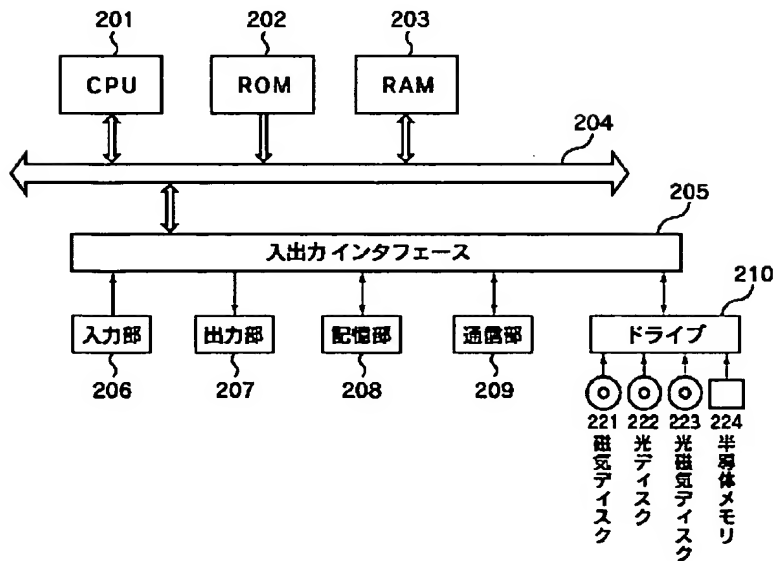 201
202
203
CPU
ROM
RAM
204
205
入出力インタフェース
210
入力部
出力部
記憶部
通信部
ドライブ
206
207
208
209
221
222
223
224
磁気ディスク
光ディスク
光磁気ディスク
半導体メモリ